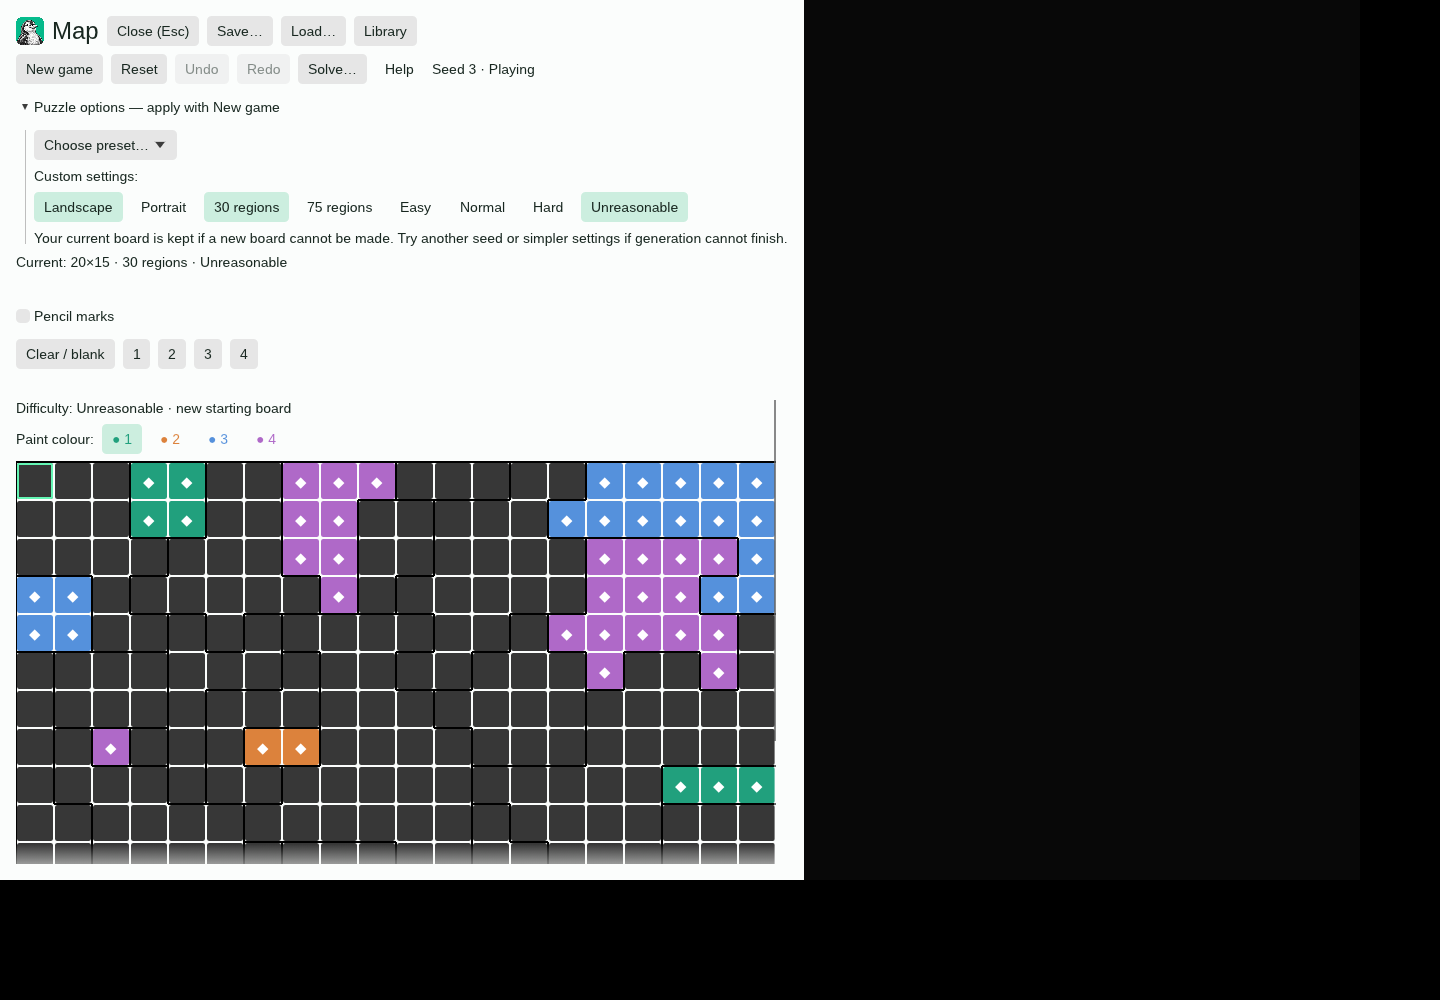 Map Close (Esc) Save… Load… Library
New game Reset Undo Redo Solve… Help Seed 3 · Playing
▾ Puzzle options — apply with New game
Choose preset…
Custom settings:
Landscape Portrait 30 regions 75 regions Easy Normal Hard Unreasonable
Your current board is kept if a new board cannot be made. Try another seed or simpler settings if generation cannot finish.
Current: 20×15 · 30 regions · Unreasonable
Pencil marks
Clear / blank 1 2 3 4
Difficulty: Unreasonable · new starting board
Paint colour: ● 1 ● 2 ● 3 ● 4